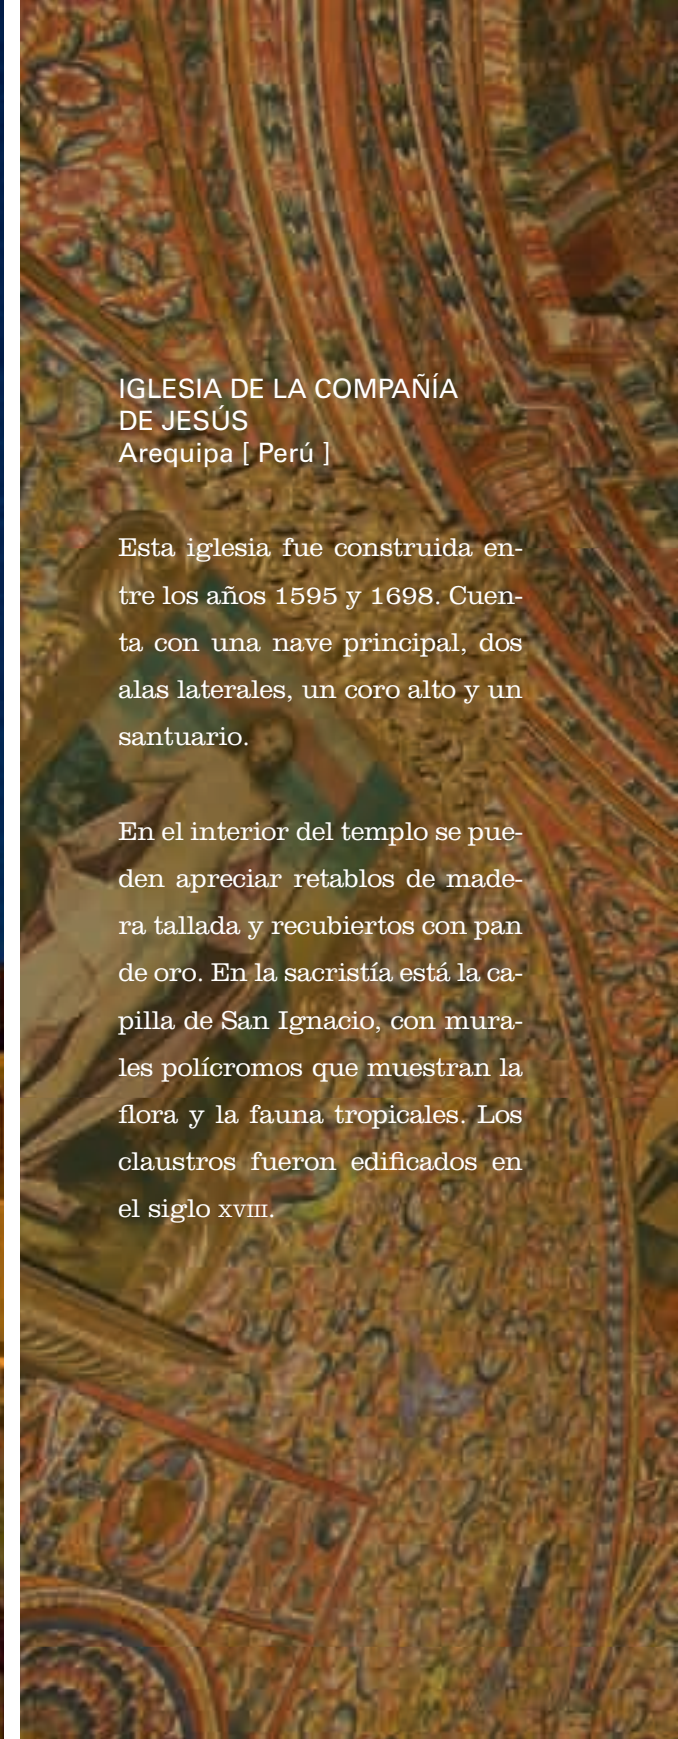 IGLESIA DE LA COMPAÑÍA
DE JESÚS
Arequipa [ Perú ]
Esta iglesia fue construida en-
tre los años 1595 y 1698. Cuen-
ta con una nave principal, dos
alas laterales, un coro alto y un
santuario.
En el interior del templo se pue-
den apreciar retablos de made-
ra tallada y recubiertos con pan
de oro. En la sacristía está la ca-
pilla de San Ignacio, con mura-
les polícromos que muestran la
flora y la fauna tropicales. Los
claustros fueron edificados en
el siglo XVIII.